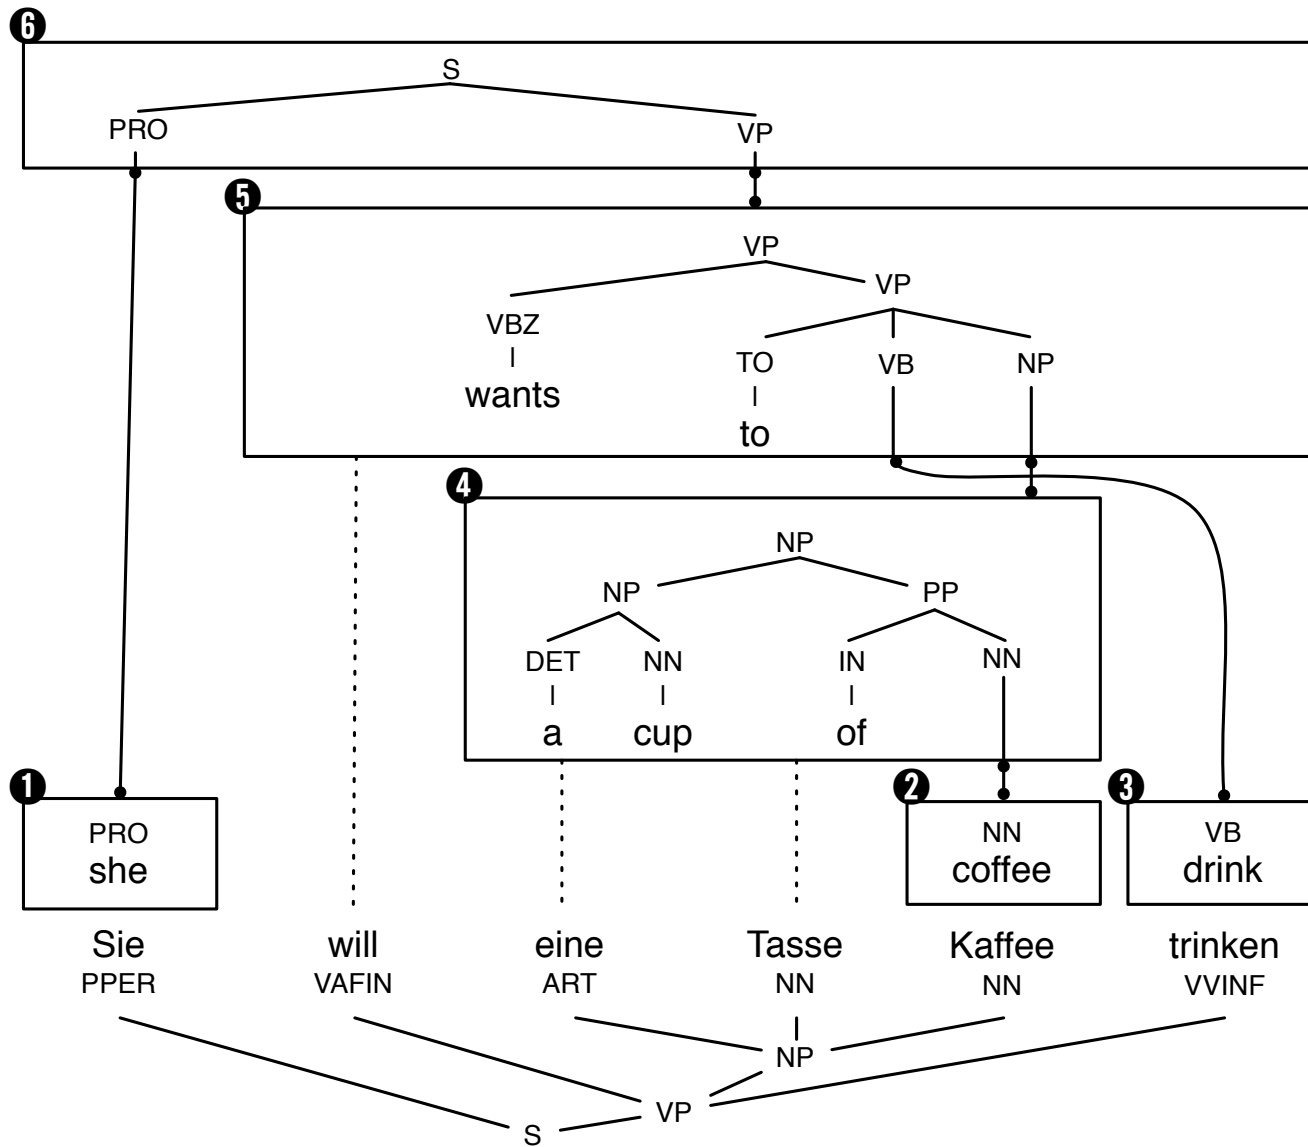 6
S
PRO VP
5
VP
VP
VBZ TO VB NP
wants to
4
NP
NP PP
DET NN IN NN
a cup of
1 2 3
PRO NN VB
she coffee drink
Sie will eine Tasse Kaffee trinken
PPER VAFIN ART NN NN VVINF
NP
VP
S